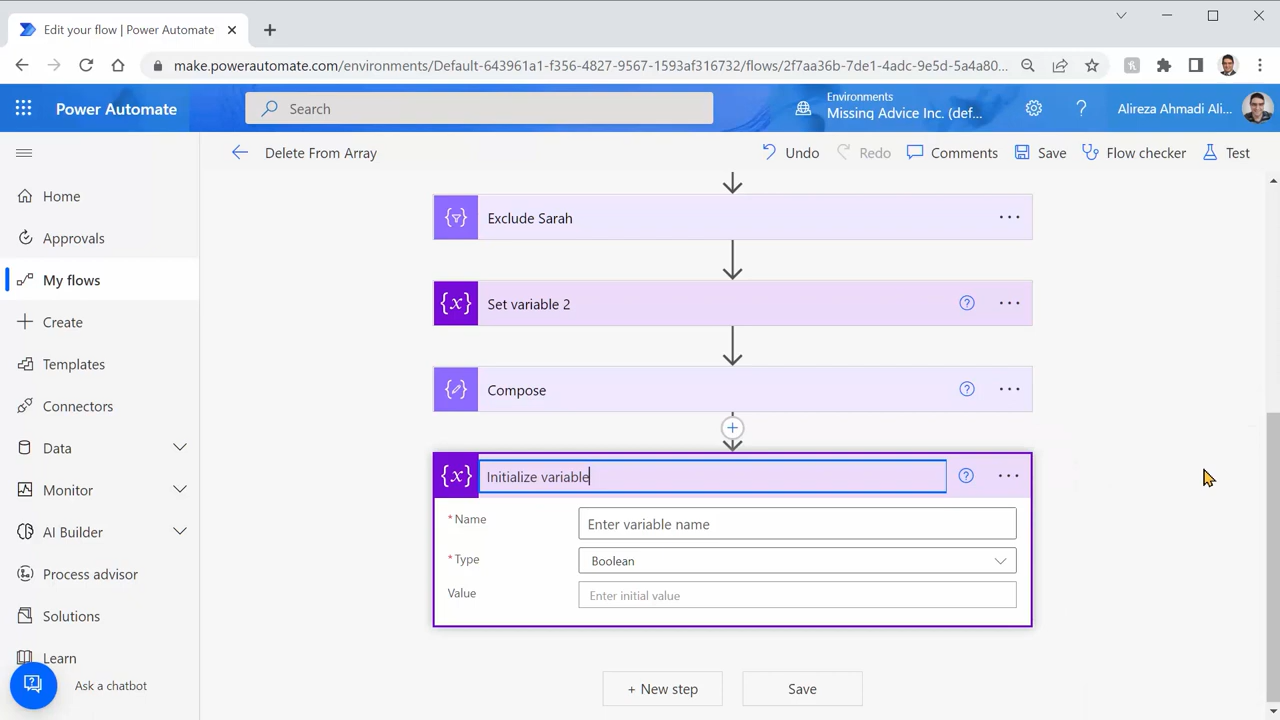 Edit your flow | Power Automate
make.powerautomate.com/environments/Default-643961a1-f356-4827-9567-1593af316732/flows/2f7aa36b-7de1-4adc-9e5d-5a4a80...
Power Automate
Search
Environments
Missing Advice Inc. (def...
Alireza Ahmadi Ali...
Delete From Array
Undo
Redo
Comments
Save
Flow checker
Test
Home
Approvals
My flows
Create
Templates
Connectors
Data
Monitor
AI Builder
Process advisor
Solutions
Learn
Ask a chatbot
Exclude Sarah
Set variable 2
Compose
{x} Initialize variable
* Name
Enter variable name
* Type
Boolean
Value
Enter initial value
+ New step
Save